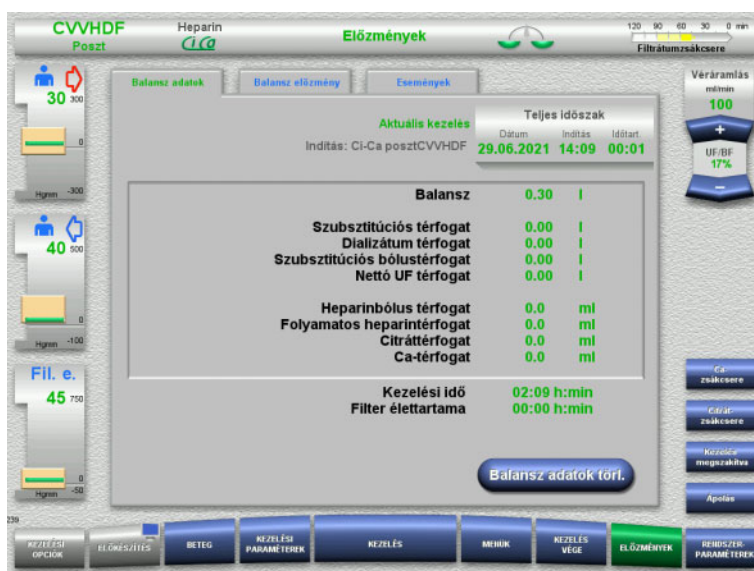 CVVHDF
Poszt
Heparin
Ci Ca
Előzmények
120 90 60 30 0 min
Filtrátumzsákcsere
30 300
0
Hgmm -300
40 500
0
Hgmm -100
Fil. e.
45 750
0
Hgmm -50
Balansz adatok
Balansz előzmény
Események
Aktuális kezelés
Indítás: Ci-Ca posztCVVHDF
Teljes időszak
Dátum Indítás Időtart.
29.06.2021 14:09 00:01
Balansz 0.30 l
Szubsztitúciós térfogat 0.00 l
Dializátum térfogat 0.00 l
Szubsztitúciós bólustérfogat 0.00 l
Nettó UF térfogat 0.00 l
Heparinbólus térfogat 0.0 ml
Folyamatos heparintérfogat 0.0 ml
Citráttérfogat 0.0 ml
Ca-térfogat 0.0 ml
Kezelési idő 02:09 h:min
Filter élettartama 00:00 h:min
Balansz adatok törl.
Véráramlás
ml/min
100
+
UF/BF
17%
−
Ca-
zsákcsere
Citrát-
zsákcsere
Kezelés
megszakítva
Ápolás
239
KEZELÉSI
OPCIÓK
ELŐKÉSZÍTÉS
BETEG
KEZELÉSI
PARAMÉTEREK
KEZELÉS
MENÜK
KEZELÉS
VÉGE
ELŐZMÉNYEK
RENDSZER-
PARAMÉTEREK